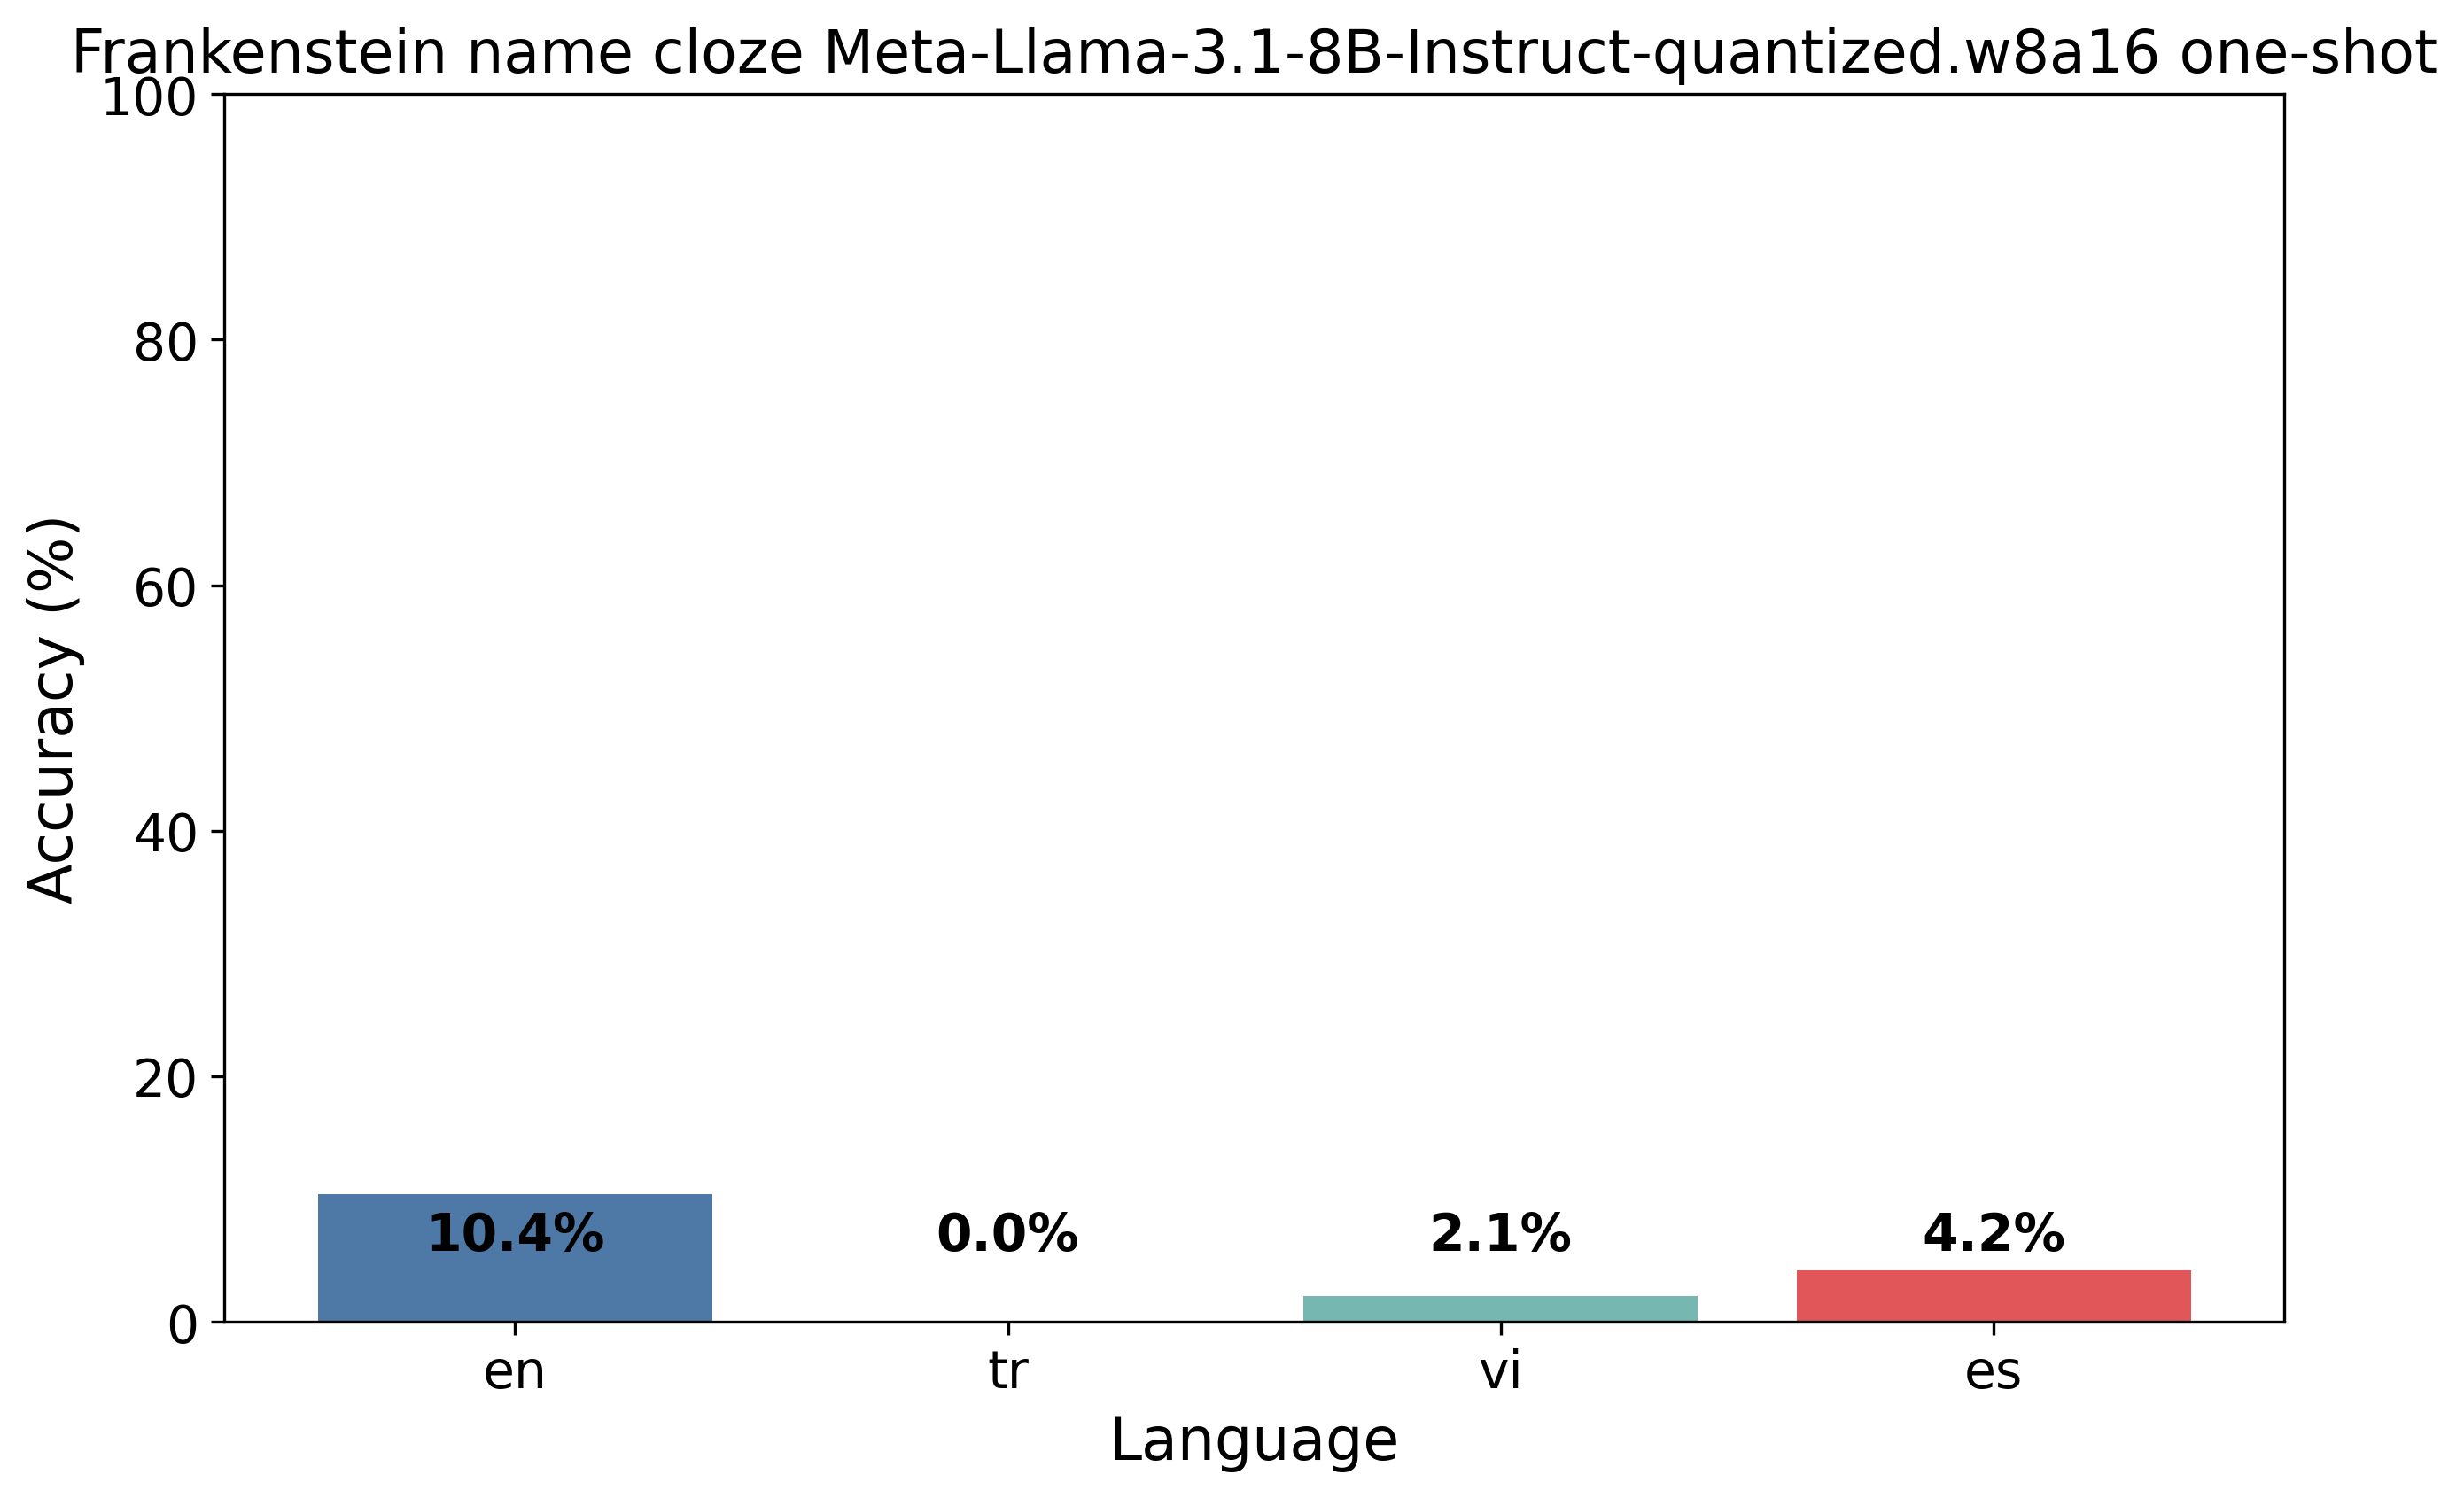 Frankenstein name cloze Meta-Llama-3.1-8B-Instruct-quantized.w8a16 one-shot
Accuracy (%)
100
80
60
40
20
0
10.4%
0.0%
2.1%
4.2%
en
tr
vi
es
Language